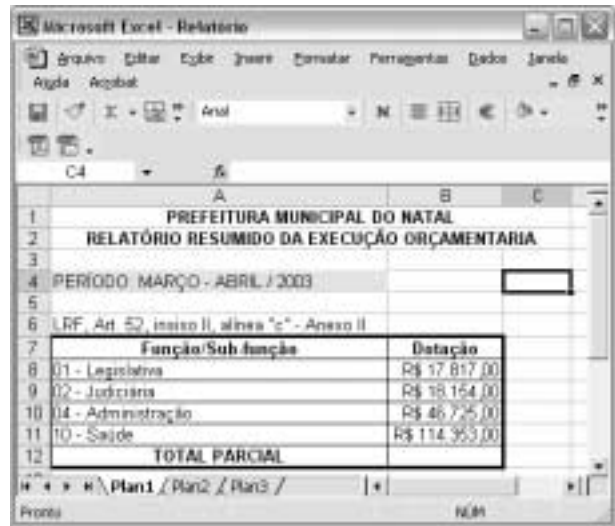 Microsoft Excel - Relatório
Arquivo Editar Exibir Inserir Formatar Ferramentas Dados Janela
Ajuda Acrobat
Arial N
C4 fx
A B C
1 PREFEITURA MUNICIPAL DO NATAL
2 RELATÓRIO RESUMIDO DA EXECUÇÃO ORÇAMENTARIA
3
4 PERÍODO: MARÇO - ABRIL / 2003
5
6 LRF, Art. 52, inciso II, alínea "c" - Anexo II
7 Função/Sub-função Dotação
8 01 - Legislativa R$ 17.817,00
9 02 - Judiciária R$ 18.154,00
10 04 - Administração R$ 46.725,00
11 10 - Saúde R$ 114.353,00
12 TOTAL PARCIAL
Plan1 / Plan2 / Plan3 /
Pronto NÚM